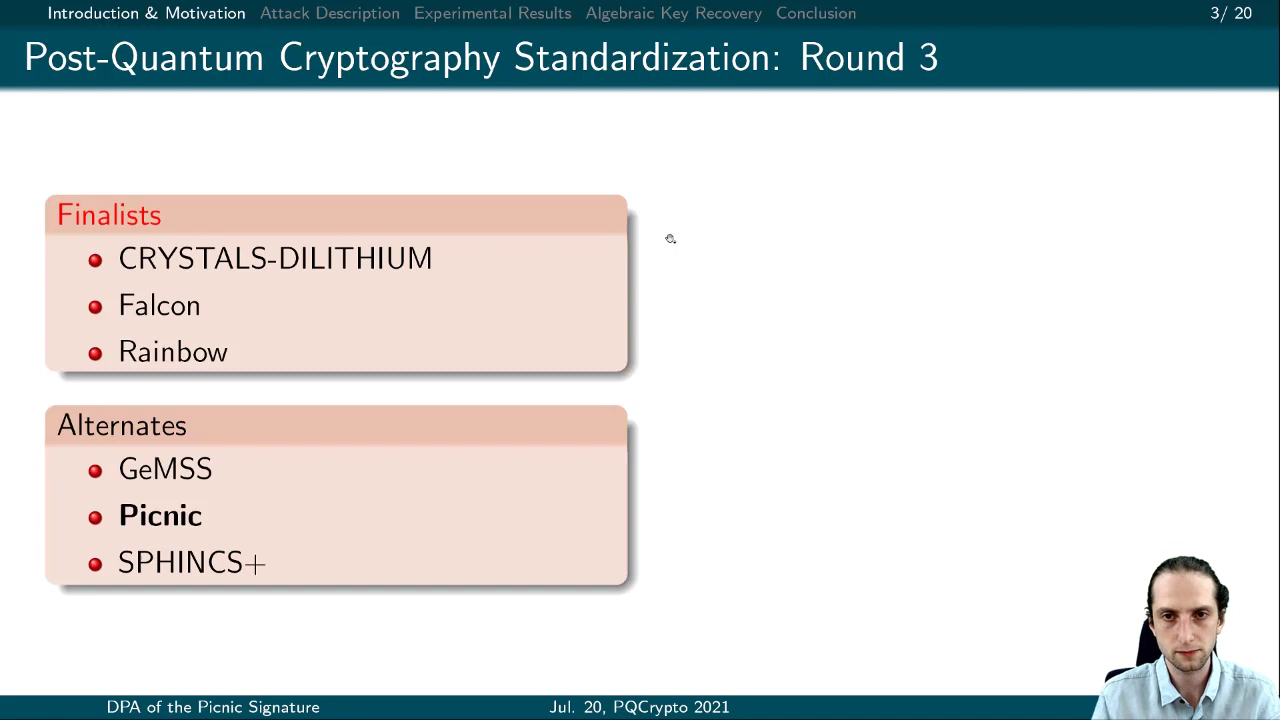 Introduction & Motivation Attack Description Experimental Results Algebraic Key Recovery Conclusion 3/ 20
Post-Quantum Cryptography Standardization: Round 3
Finalists
CRYSTALS-DILITHIUM
Falcon
Rainbow
Alternates
GeMSS
Picnic
SPHINCS+
DPA of the Picnic Signature Jul. 20, PQCrypto 2021